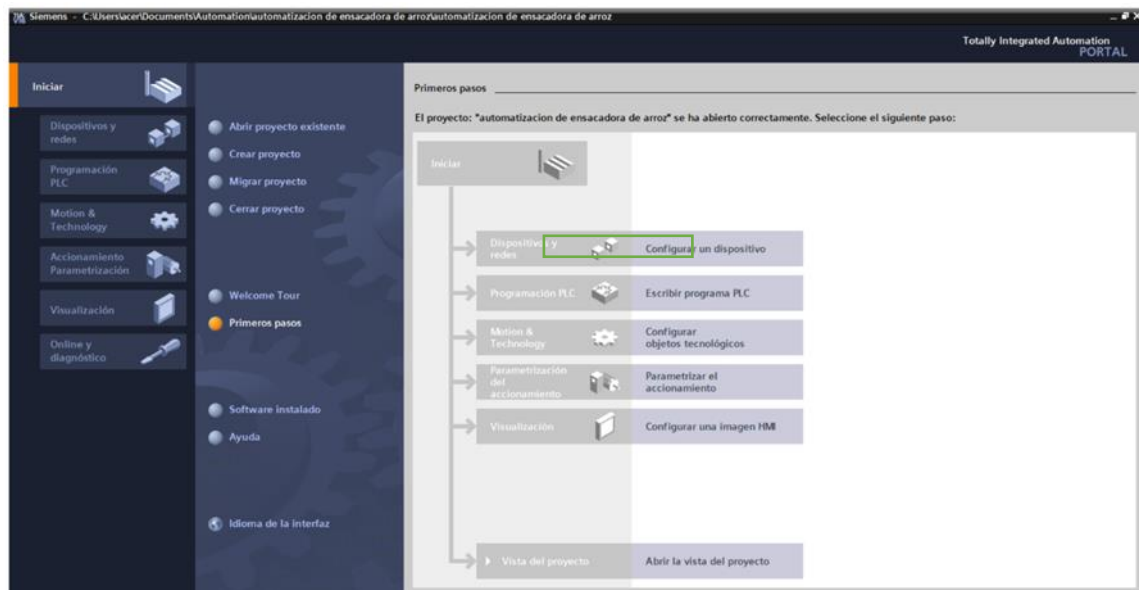 Siemens - C:\Users\acer\Documents\Automation\automatizacion de ensacadora de arroz\automatizacion de ensacadora de arroz
Totally Integrated Automation
PORTAL
Iniciar
Dispositivos y
redes
Programación
PLC
Motion &
Technology
Accionamiento
Parametrización
Visualización
Online y
diagnóstico
Abrir proyecto existente
Crear proyecto
Migrar proyecto
Cerrar proyecto
Welcome Tour
Primeros pasos
Software instalado
Ayuda
Idioma de la interfaz
Primeros pasos
El proyecto: "automatizacion de ensacadora de arroz" se ha abierto correctamente. Seleccione el siguiente paso:
Iniciar
Dispositivos y
redes
Configurar un dispositivo
Programación PLC
Escribir programa PLC
Motion &
Technology
Configurar
objetos tecnológicos
Parametrización
del
accionamiento
Parametrizar el
accionamiento
Visualización
Configurar una imagen HMI
Vista del proyecto
Abrir la vista del proyecto